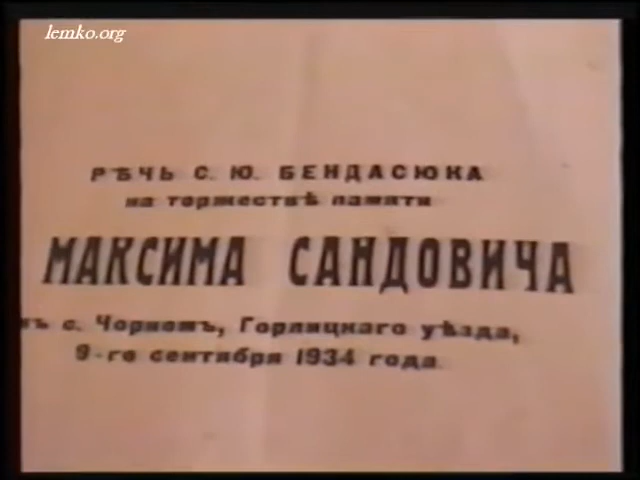 lemko.org
РѢЧЬ С. Ю. БЕНДАСЮКА
на торжествѣ памяти
МАКСИМА САНДОВИЧА
въ с. Чорномъ, Горлицкаго уѣзда,
9-го сентября 1934 года.